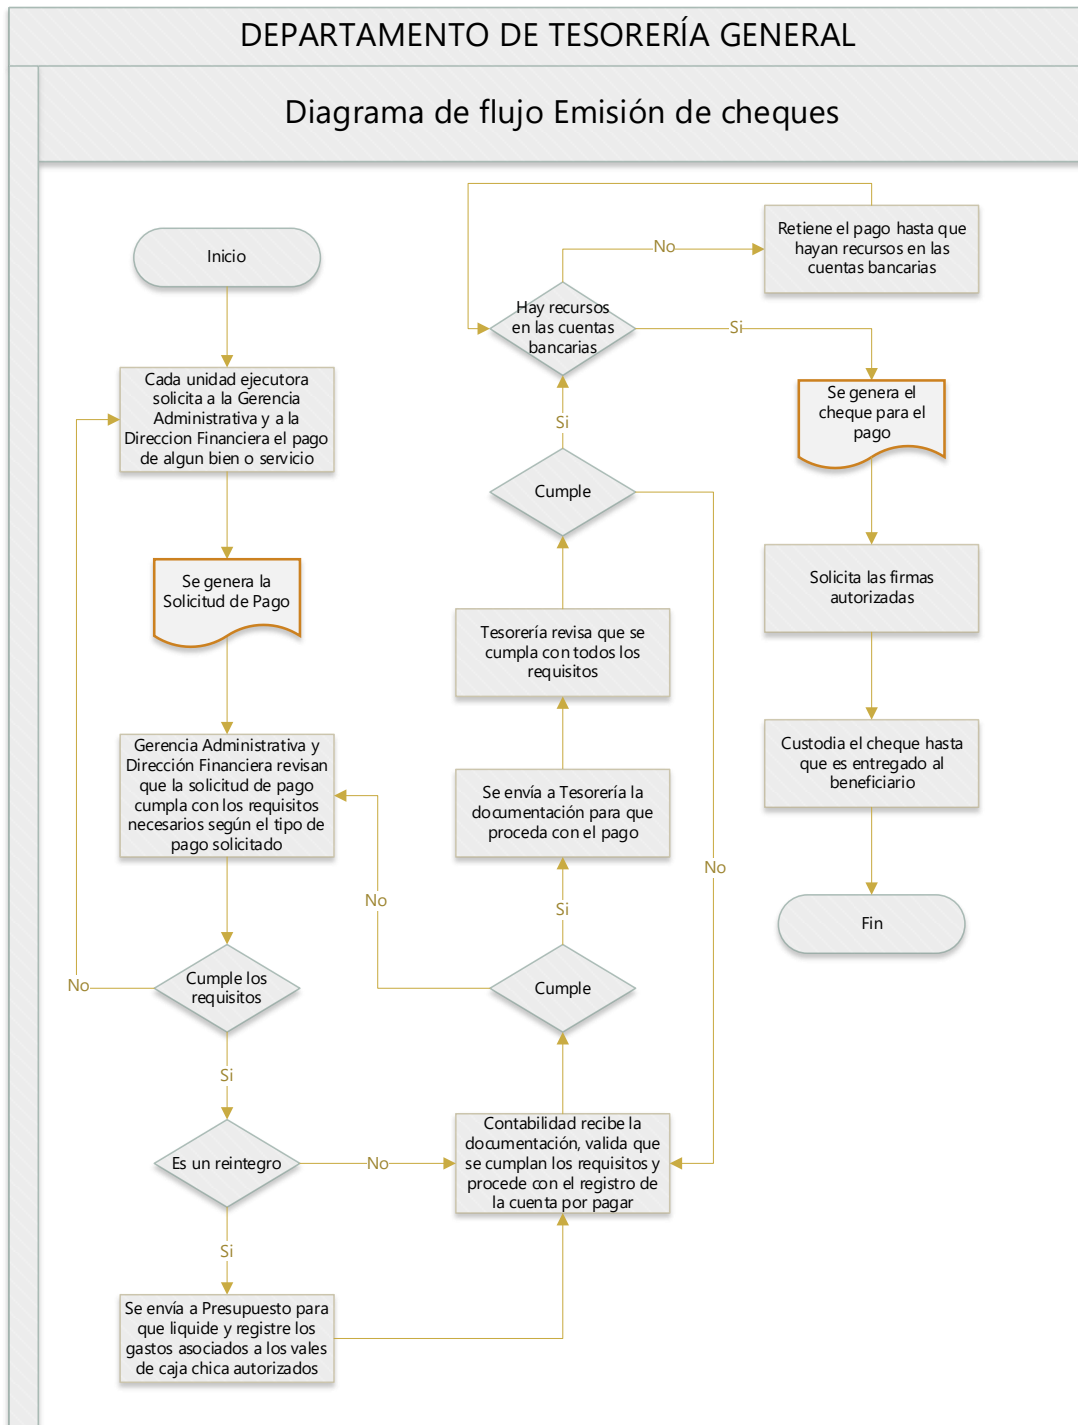 DEPARTAMENTO DE TESORERÍA GENERAL
Diagrama de flujo Emisión de cheques
Inicio
Cada unidad ejecutora
solicita a la Gerencia
Administrativa y a la
Direccion Financiera el pago
de algun bien o servicio
Se genera la
Solicitud de Pago
Gerencia Administrativa y
Dirección Financiera revisan
que la solicitud de pago
cumpla con los requisitos
necesarios según el tipo de
pago solicitado
Cumple los
requisitos
No
Si
Es un reintegro
No
Si
Se envía a Presupuesto para
que liquide y registre los
gastos asociados a los vales
de caja chica autorizados
Contabilidad recibe la
documentación, valida que
se cumplan los requisitos y
procede con el registro de
la cuenta por pagar
Cumple
No
Si
Se envía a Tesorería la
documentación para que
proceda con el pago
Tesorería revisa que se
cumpla con todos los
requisitos
Cumple
No
Si
Hay recursos
en las cuentas
bancarias
No
Retiene el pago hasta que
hayan recursos en las
cuentas bancarias
Si
Se genera el
cheque para el
pago
Solicita las firmas
autorizadas
Custodia el cheque hasta
que es entregado al
beneficiario
Fin